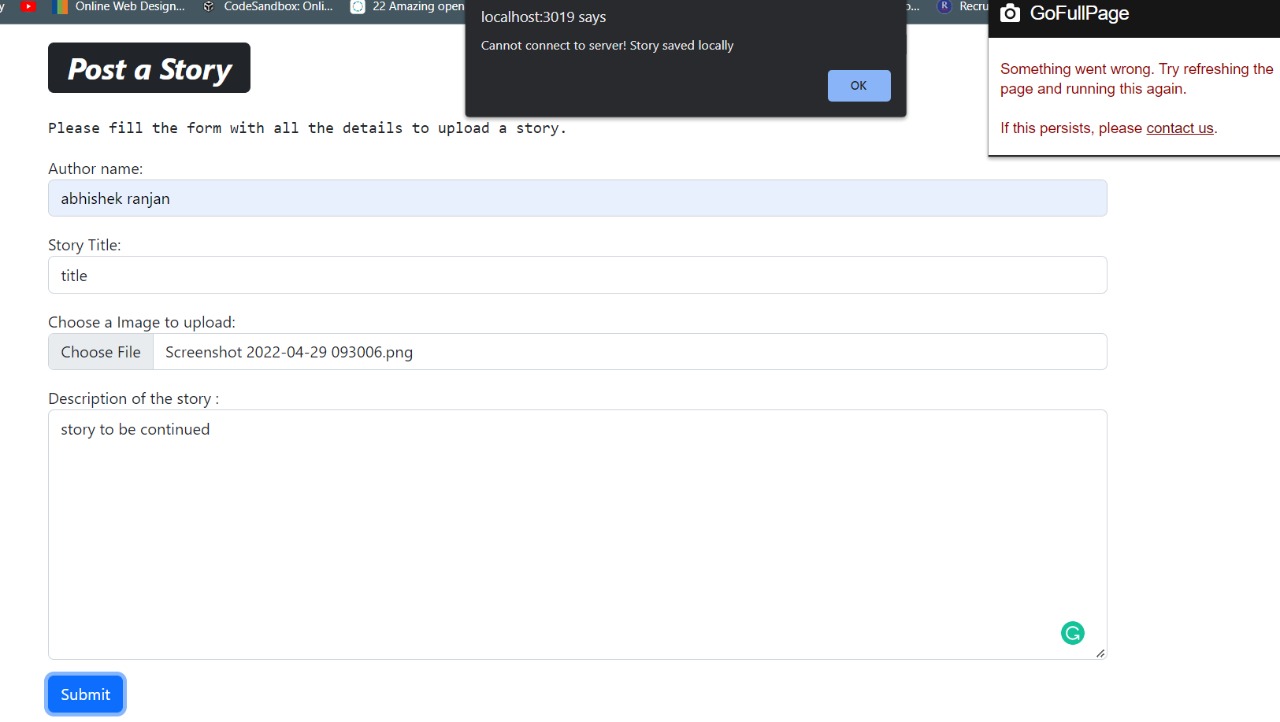 y Online Web Design... CodeSandbox: Onli... 22 Amazing open o... Recru
localhost:3019 says
Cannot connect to server! Story saved locally
OK
GoFullPage
Something went wrong. Try refreshing the
page and running this again.
If this persists, please contact us.
Post a Story
Please fill the form with all the details to upload a story.
Author name:
abhishek ranjan
Story Title:
title
Choose a Image to upload:
Choose File Screenshot 2022-04-29 093006.png
Description of the story :
story to be continued
Submit